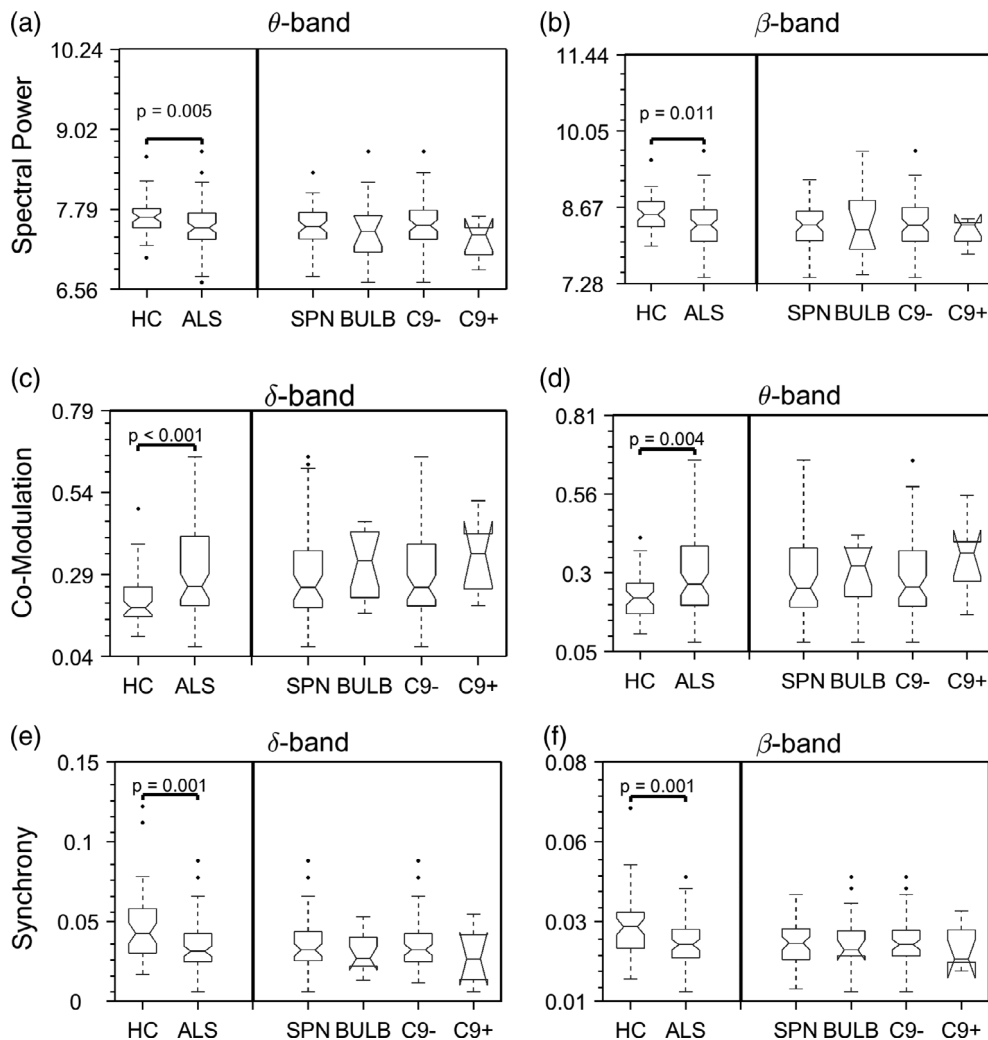 (a) θ-band
Spectral Power
10.24
9.02
7.79
6.56
p = 0.005
HC ALS SPN BULB C9- C9+
(b) β-band
11.44
10.05
8.67
7.28
p = 0.011
HC ALS SPN BULB C9- C9+
(c) δ-band
Co-Modulation
0.79
0.54
0.29
0.04
p < 0.001
HC ALS SPN BULB C9- C9+
(d) θ-band
0.81
0.56
0.3
0.05
p = 0.004
HC ALS SPN BULB C9- C9+
(e) δ-band
Synchrony
0.15
0.1
0.05
0
p = 0.001
HC ALS SPN BULB C9- C9+
(f) β-band
0.08
0.06
0.03
0.01
p = 0.001
HC ALS SPN BULB C9- C9+